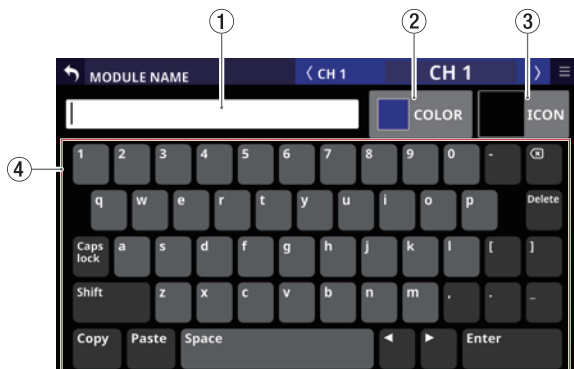 ① ② ③
MODULE NAME 〈 CH 1 CH 1 〉 ≡
COLOR ICON
④
1 2 3 4 5 6 7 8 9 0 -
q w e r t y u i o p Delete
Caps lock a s d f g h j k l [ ]
Shift z x c v b n m , . _
Copy Paste Space ◀ ▶ Enter